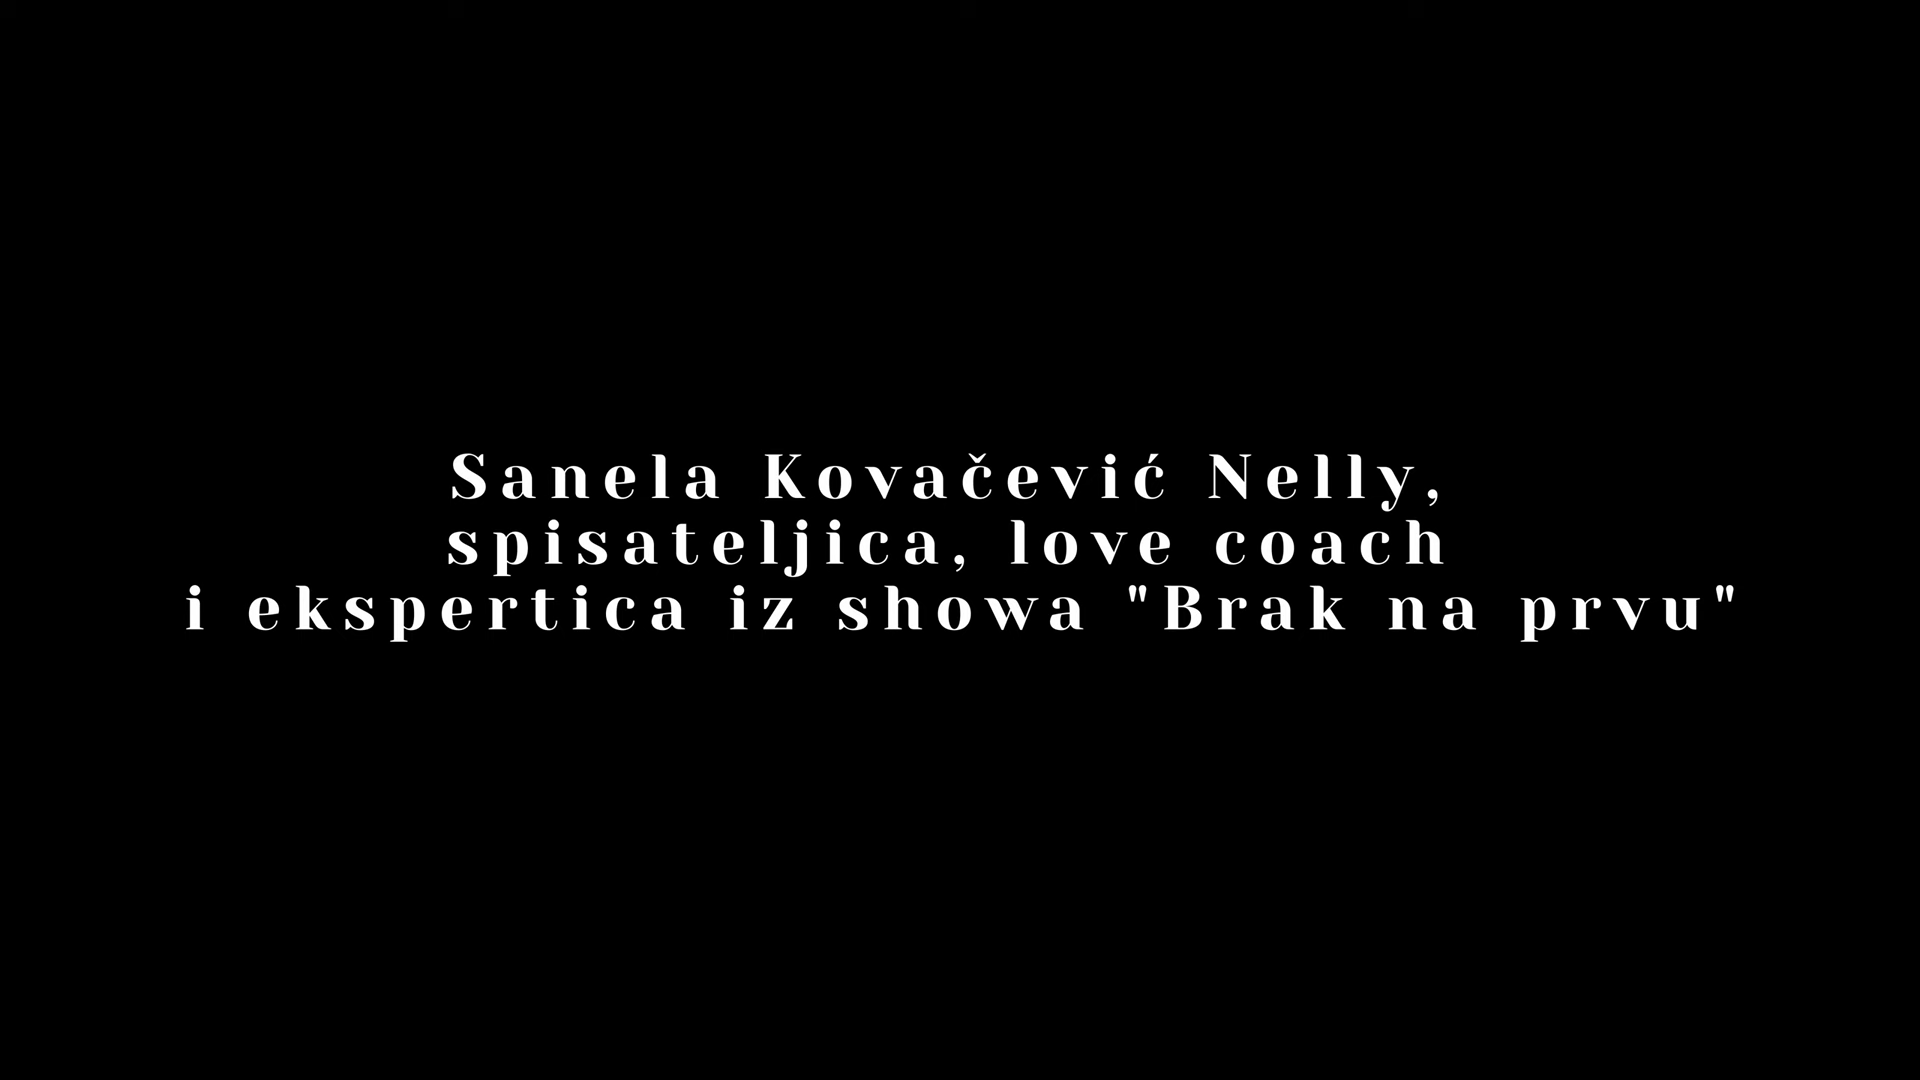 Sanela Kovačević Nelly,
spisateljica, love coach
i ekspertica iz showa "Brak na prvu"